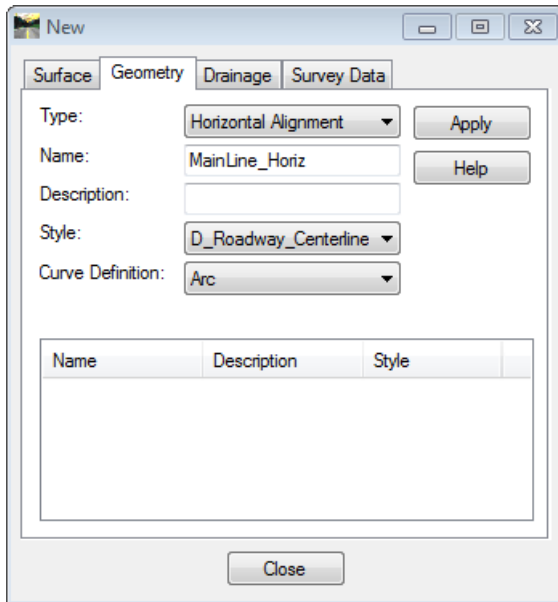 New
Surface Geometry Drainage Survey Data
Type: Horizontal Alignment Apply
Name: MainLine_Horiz Help
Description:
Style: D_Roadway_Centerline
Curve Definition: Arc
Name Description Style
Close